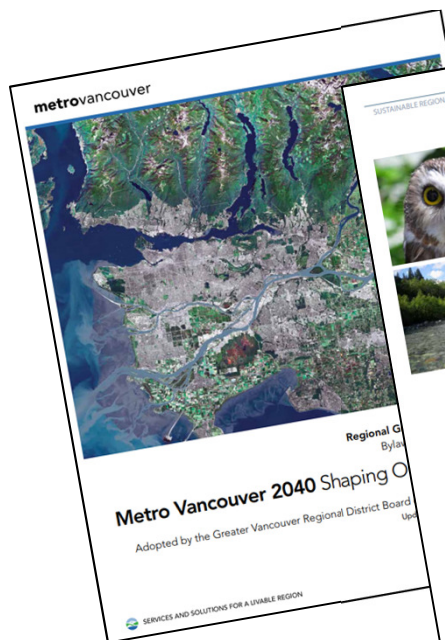 metrovancouver
SUSTAINABLE REGION
Regional G
Bylaw
Metro Vancouver 2040 Shaping O
Adopted by the Greater Vancouver Regional District Board
Upd
SERVICES AND SOLUTIONS FOR A LIVABLE REGION